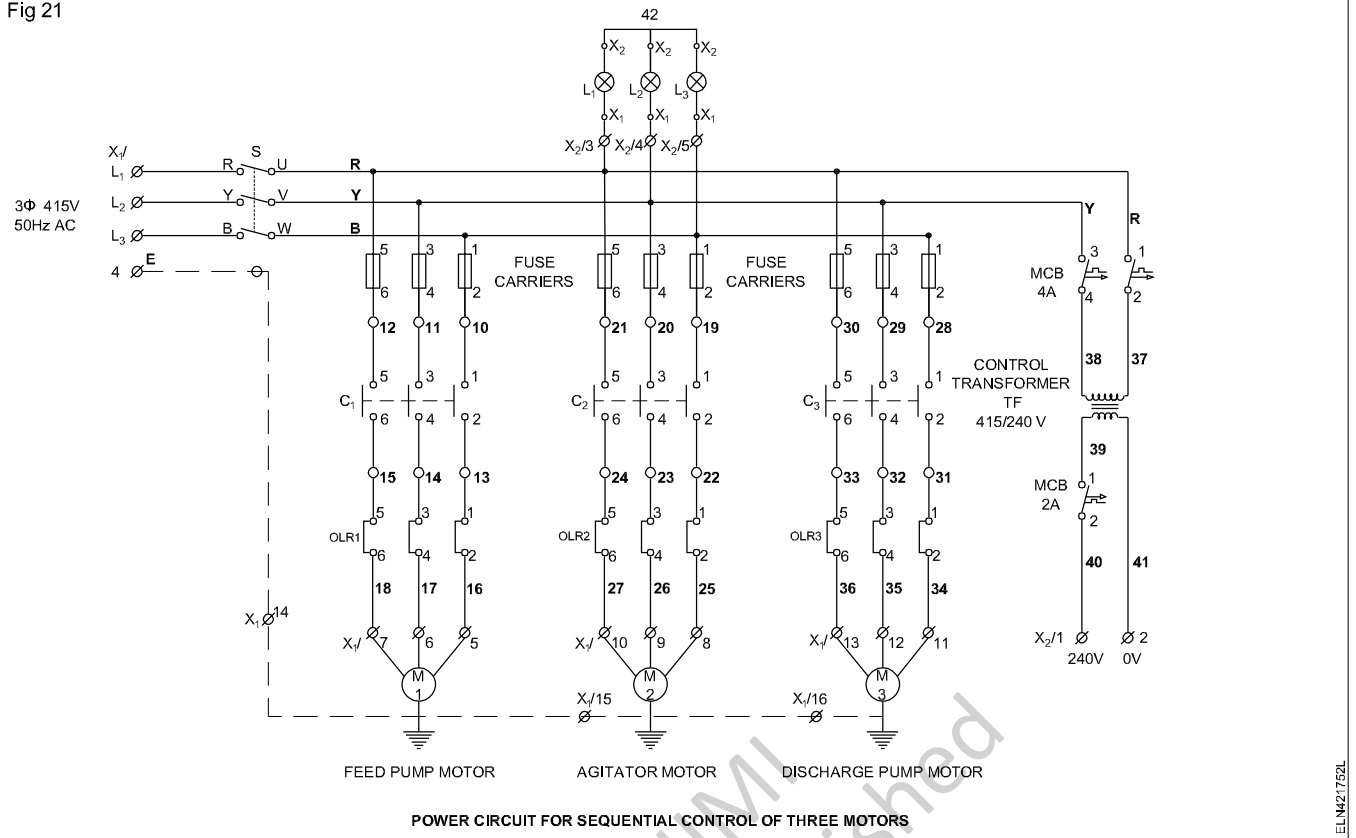 Fig 21
42
X2 X2 X2
L1 L2 L3
X1 X1 X1
X2/3 X2/4 X2/5
X1/
L1 R S U R
L2 Y V Y
L3 B W B
3Φ 415V
50Hz AC
4 E
Y R
5 3 1 FUSE CARRIERS 5 3 1 FUSE CARRIERS 5 3 1
6 4 2 6 4 2 6 4 2
MCB
4A
3 1
4 2
12 11 10 21 20 19 30 29 28
38 37
CONTROL
TRANSFORMER
TF
415/240 V
5 3 1 5 3 1 5 3 1
C1 C2 C3
6 4 2 6 4 2 6 4 2
39
15 14 13 24 23 22 33 32 31
MCB
2A
1
2
5 3 1 5 3 1 5 3 1
OLR1 OLR2 OLR3
6 4 2 6 4 2 6 4 2
40 41
18 17 16 27 26 25 36 35 34
X1 14
X1/ 7 6 5 X1/ 10 9 8 X1/ 13 12 11
X2/1 2
240V 0V
M
1
M
2
M
3
X1/15 X1/16
FEED PUMP MOTOR AGITATOR MOTOR DISCHARGE PUMP MOTOR
POWER CIRCUIT FOR SEQUENTIAL CONTROL OF THREE MOTORS
ELN421752L